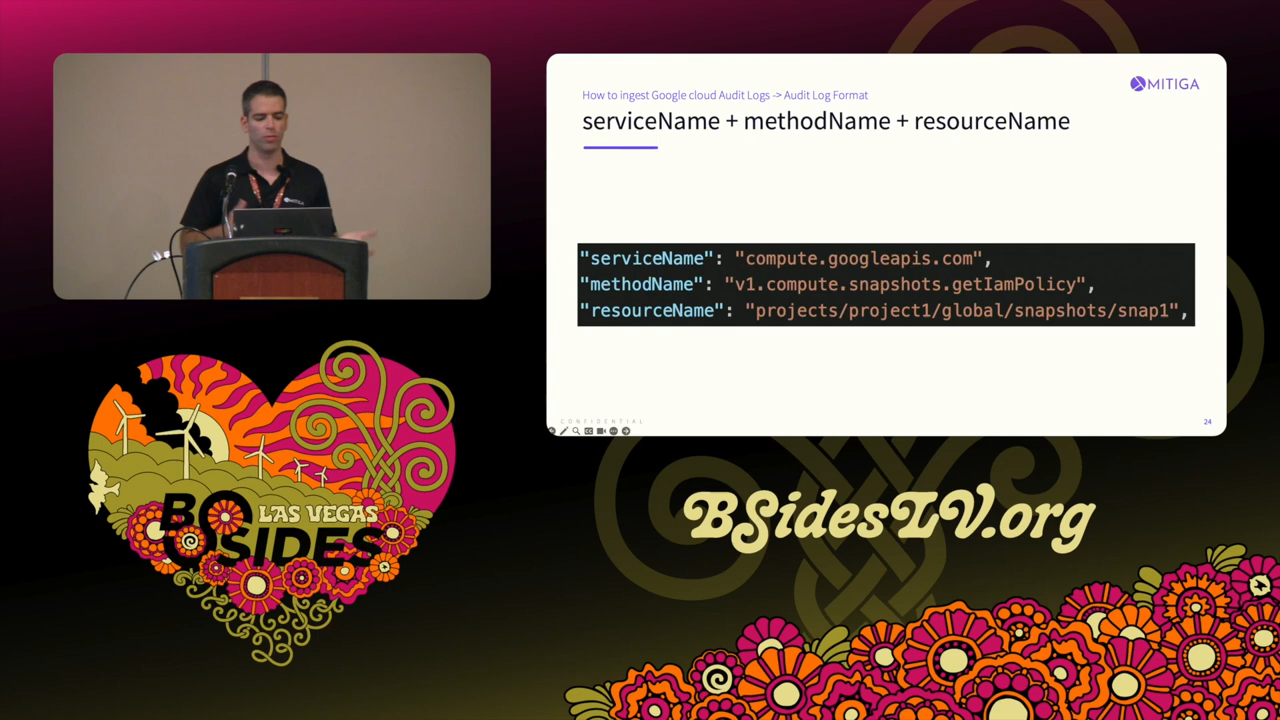 MITIGA
How to ingest Google cloud Audit Logs -> Audit Log Format
serviceName + methodName + resourceName
"serviceName": "compute.googleapis.com",
"methodName": "v1.compute.snapshots.getIamPolicy",
"resourceName": "projects/project1/global/snapshots/snap1",
CONFIDENTIAL
24
BSidesLV.org
LAS VEGAS
BSIDES